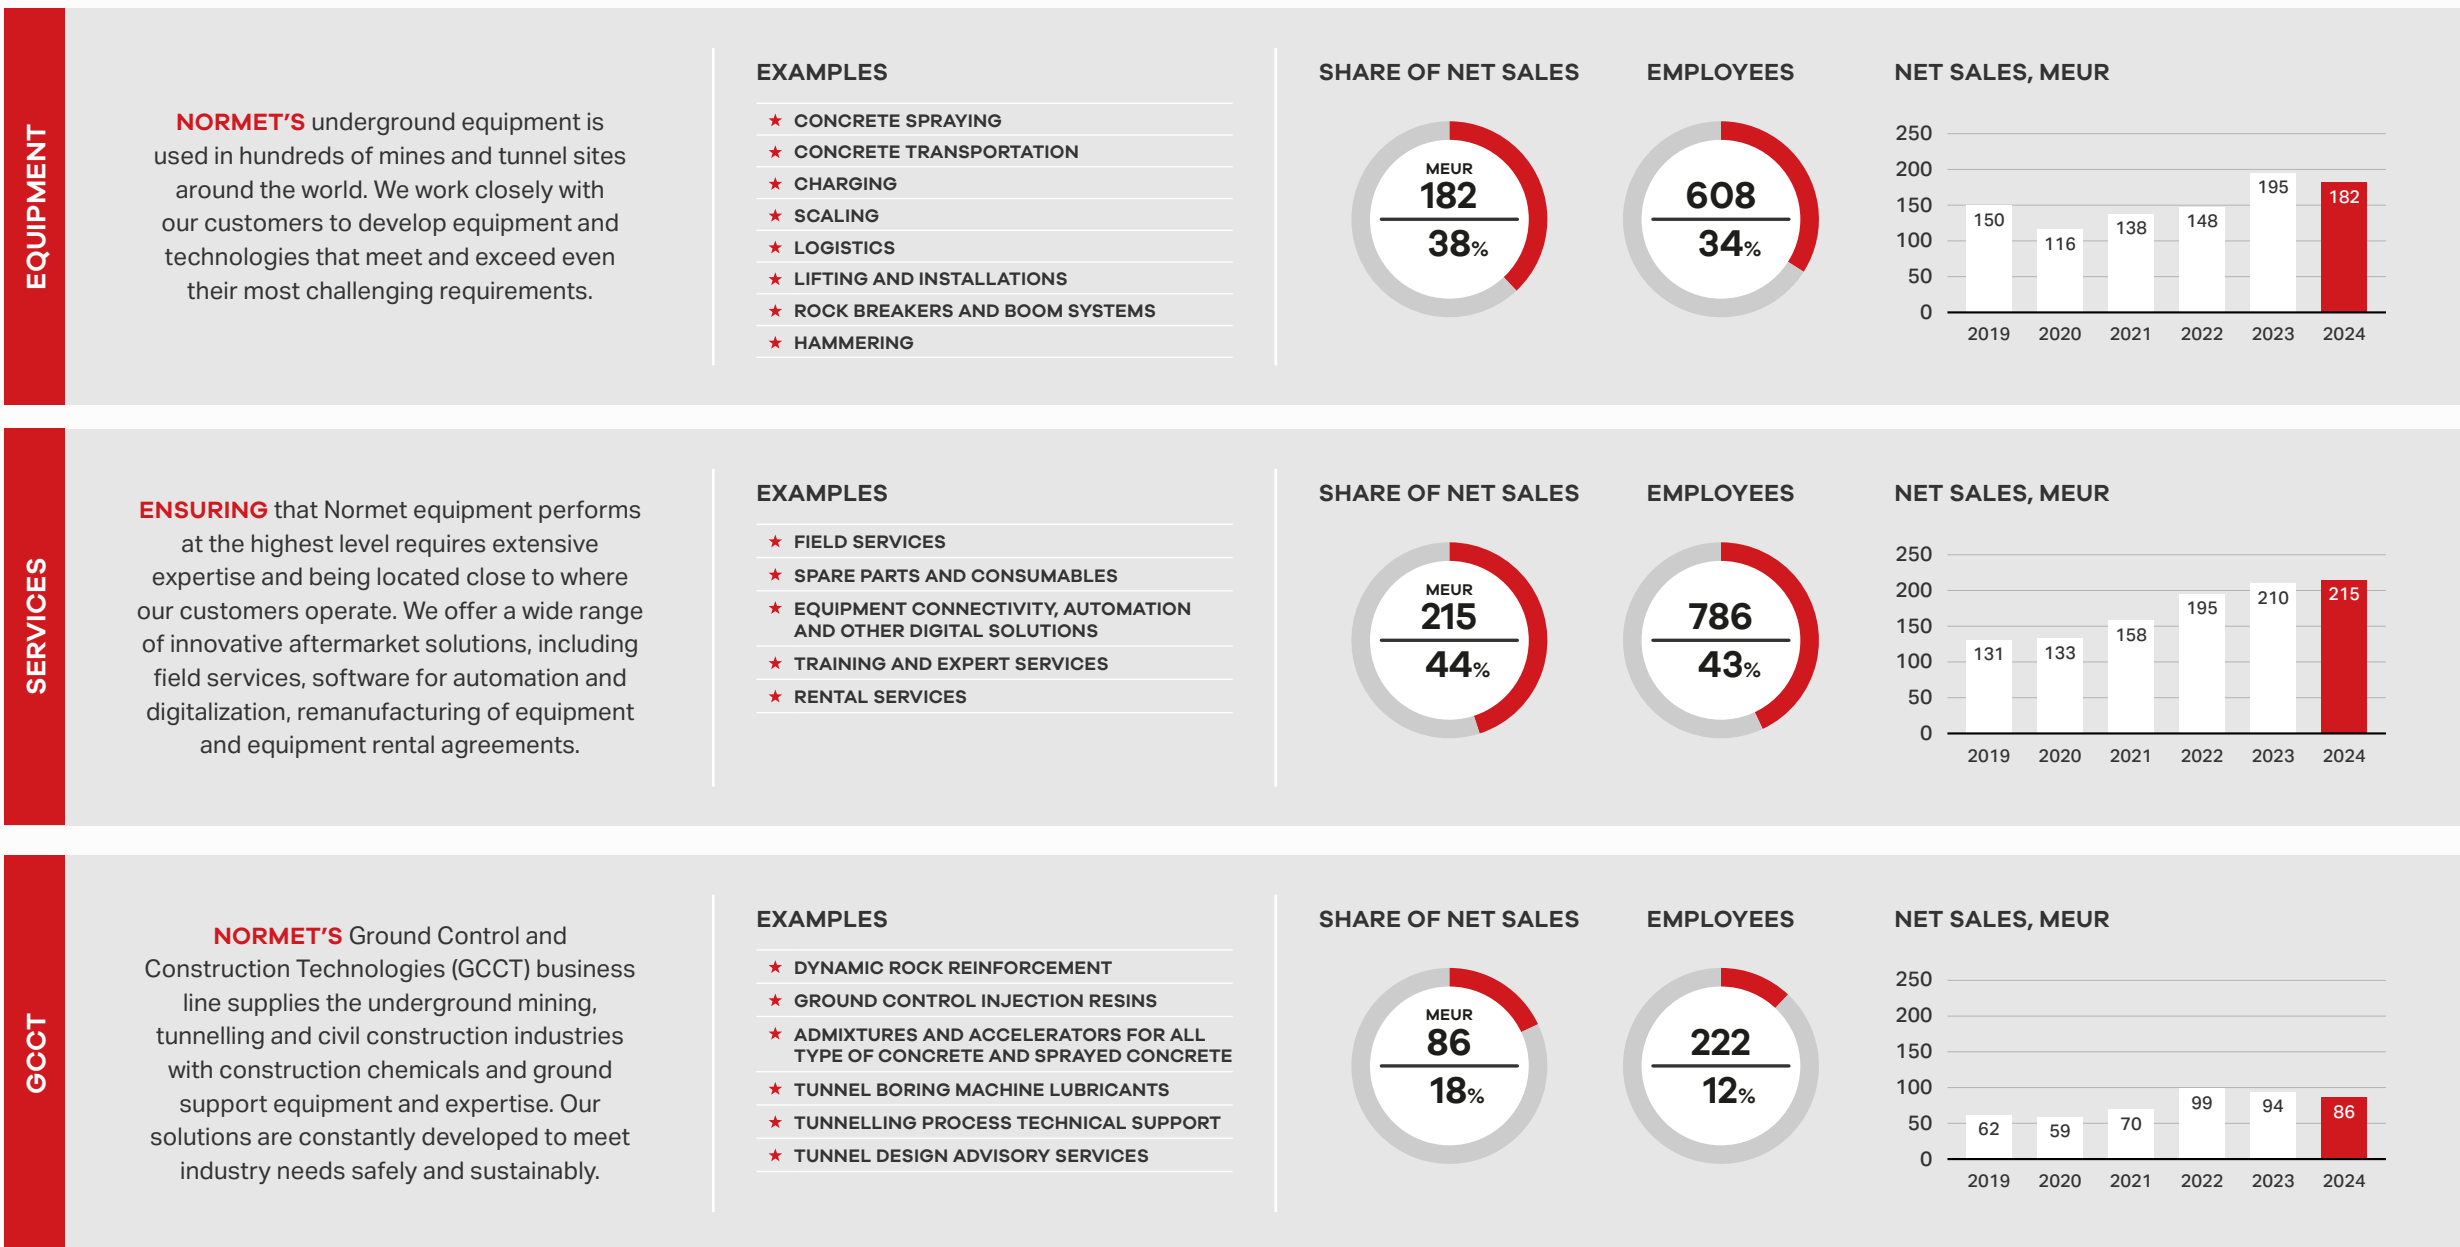 EQUIPMENT
NORMET'S underground equipment is
used in hundreds of mines and tunnel sites
around the world. We work closely with
our customers to develop equipment and
technologies that meet and exceed even
their most challenging requirements.
EXAMPLES
★ CONCRETE SPRAYING
★ CONCRETE TRANSPORTATION
★ CHARGING
★ SCALING
★ LOGISTICS
★ LIFTING AND INSTALLATIONS
★ ROCK BREAKERS AND BOOM SYSTEMS
★ HAMMERING
SHARE OF NET SALES
MEUR
182
38%
EMPLOYEES
608
34%
NET SALES, MEUR
250
200
150
100
50
0
150
116
138
148
195
182
2019 2020 2021 2022 2023 2024
SERVICES
ENSURING that Normet equipment performs
at the highest level requires extensive
expertise and being located close to where
our customers operate. We offer a wide range
of innovative aftermarket solutions, including
field services, software for automation and
digitalization, remanufacturing of equipment
and equipment rental agreements.
EXAMPLES
★ FIELD SERVICES
★ SPARE PARTS AND CONSUMABLES
★ EQUIPMENT CONNECTIVITY, AUTOMATION
AND OTHER DIGITAL SOLUTIONS
★ TRAINING AND EXPERT SERVICES
★ RENTAL SERVICES
SHARE OF NET SALES
MEUR
215
44%
EMPLOYEES
786
43%
NET SALES, MEUR
250
200
150
100
50
0
131
133
158
195
210
215
2019 2020 2021 2022 2023 2024
GCCT
NORMET'S Ground Control and
Construction Technologies (GCCT) business
line supplies the underground mining,
tunnelling and civil construction industries
with construction chemicals and ground
support equipment and expertise. Our
solutions are constantly developed to meet
industry needs safely and sustainably.
EXAMPLES
★ DYNAMIC ROCK REINFORCEMENT
★ GROUND CONTROL INJECTION RESINS
★ ADMIXTURES AND ACCELERATORS FOR ALL
TYPE OF CONCRETE AND SPRAYED CONCRETE
★ TUNNEL BORING MACHINE LUBRICANTS
★ TUNNELLING PROCESS TECHNICAL SUPPORT
★ TUNNEL DESIGN ADVISORY SERVICES
SHARE OF NET SALES
MEUR
86
18%
EMPLOYEES
222
12%
NET SALES, MEUR
250
200
150
100
50
0
62
59
70
99
94
86
2019 2020 2021 2022 2023 2024